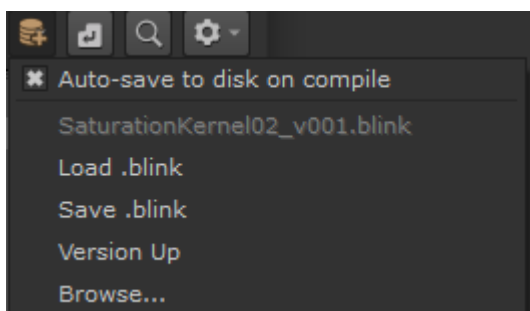 Auto-save to disk on compile
SaturationKernel02_v001.blink
Load .blink
Save .blink
Version Up
Browse...